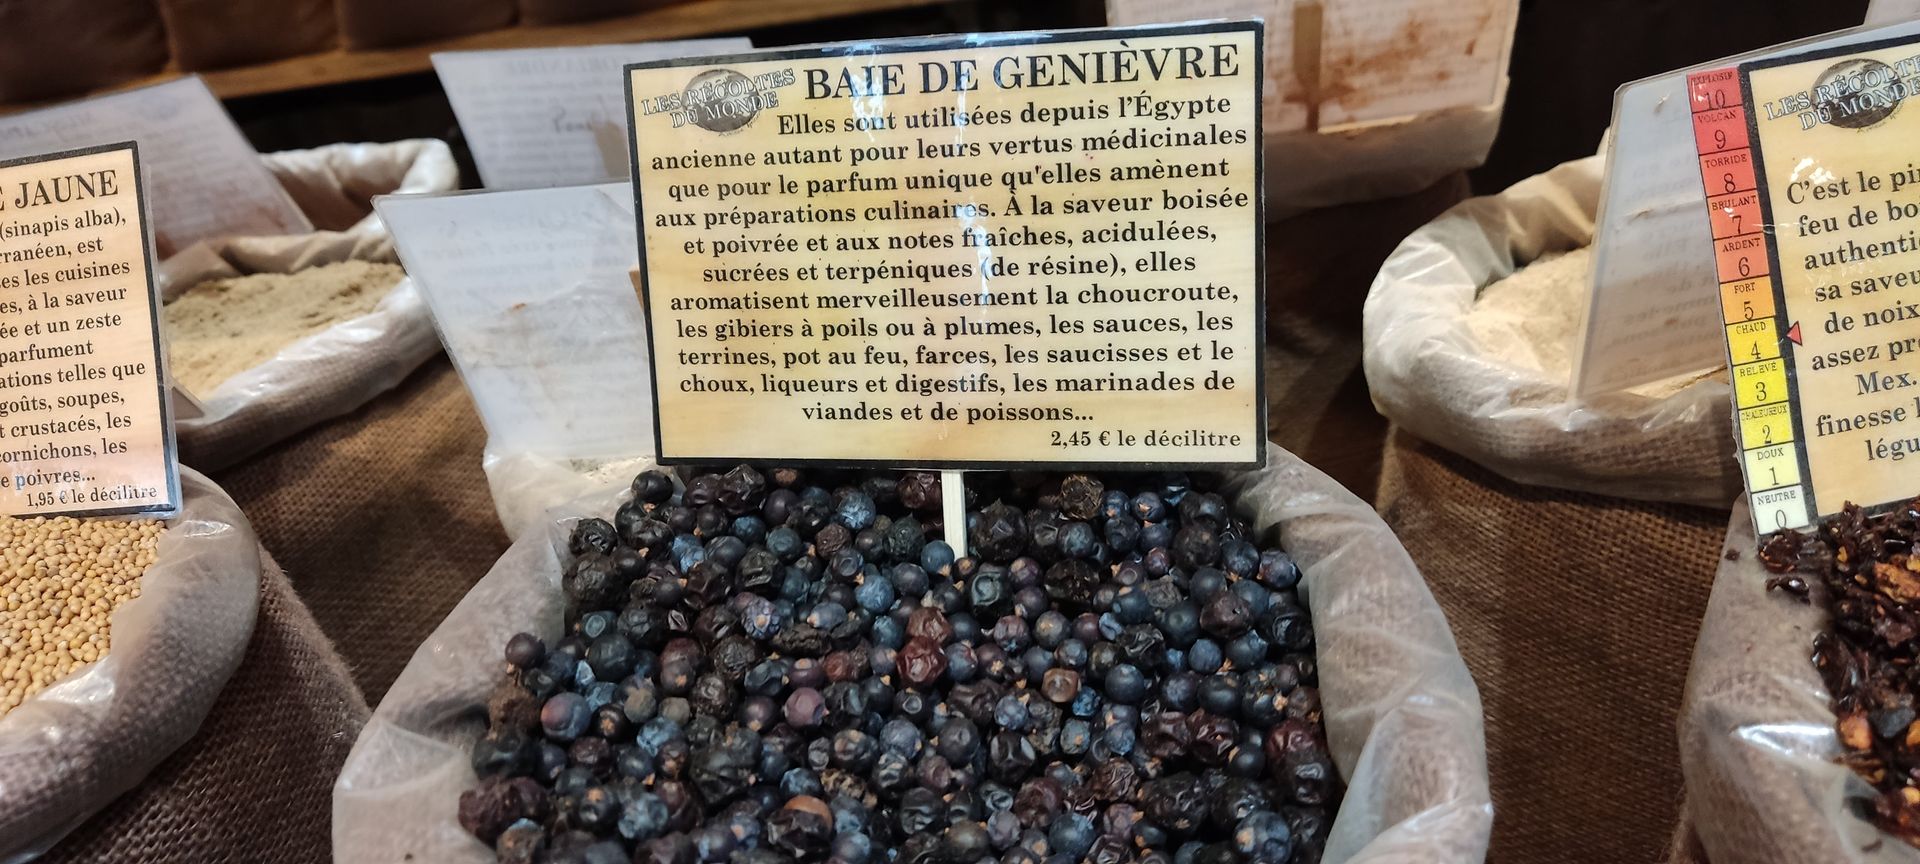 E JAUNE
(sinapis alba),
rranéen, est
es les cuisines
es, à la saveur
ée et un zeste
parfument
ations telles que
goûts, soupes,
t crustacés, les
cornichons, les
e poivres...
1,95 € le décilitre
LES RÉCOLTES
DU MONDE
BAIE DE GENIÈVRE
Elles sont utilisées depuis l'Égypte
ancienne autant pour leurs vertus médicinales
que pour le parfum unique qu'elles amènent
aux préparations culinaires. À la saveur boisée
et poivrée et aux notes fraîches, acidulées,
sucrées et terpéniques (de résine), elles
aromatisent merveilleusement la choucroute,
les gibiers à poils ou à plumes, les sauces, les
terrines, pot au feu, farces, les saucisses et le
choux, liqueurs et digestifs, les marinades de
viandes et de poissons...
2,45 € le décilitre
EXPLOSIF
10
VOLCAN
9
TORRIDE
8
BRULANT
7
ARDENT
6
FORT
5
CHAUD
4
RELEVÉ
3
CHALEUREUX
2
DOUX
1
NEUTRE
0
LES RÉCOLTE
DU MONDE
C'est le pi
feu de bo
authenti
sa saveu
de noix
assez pr
Mex.
finesse l
légu